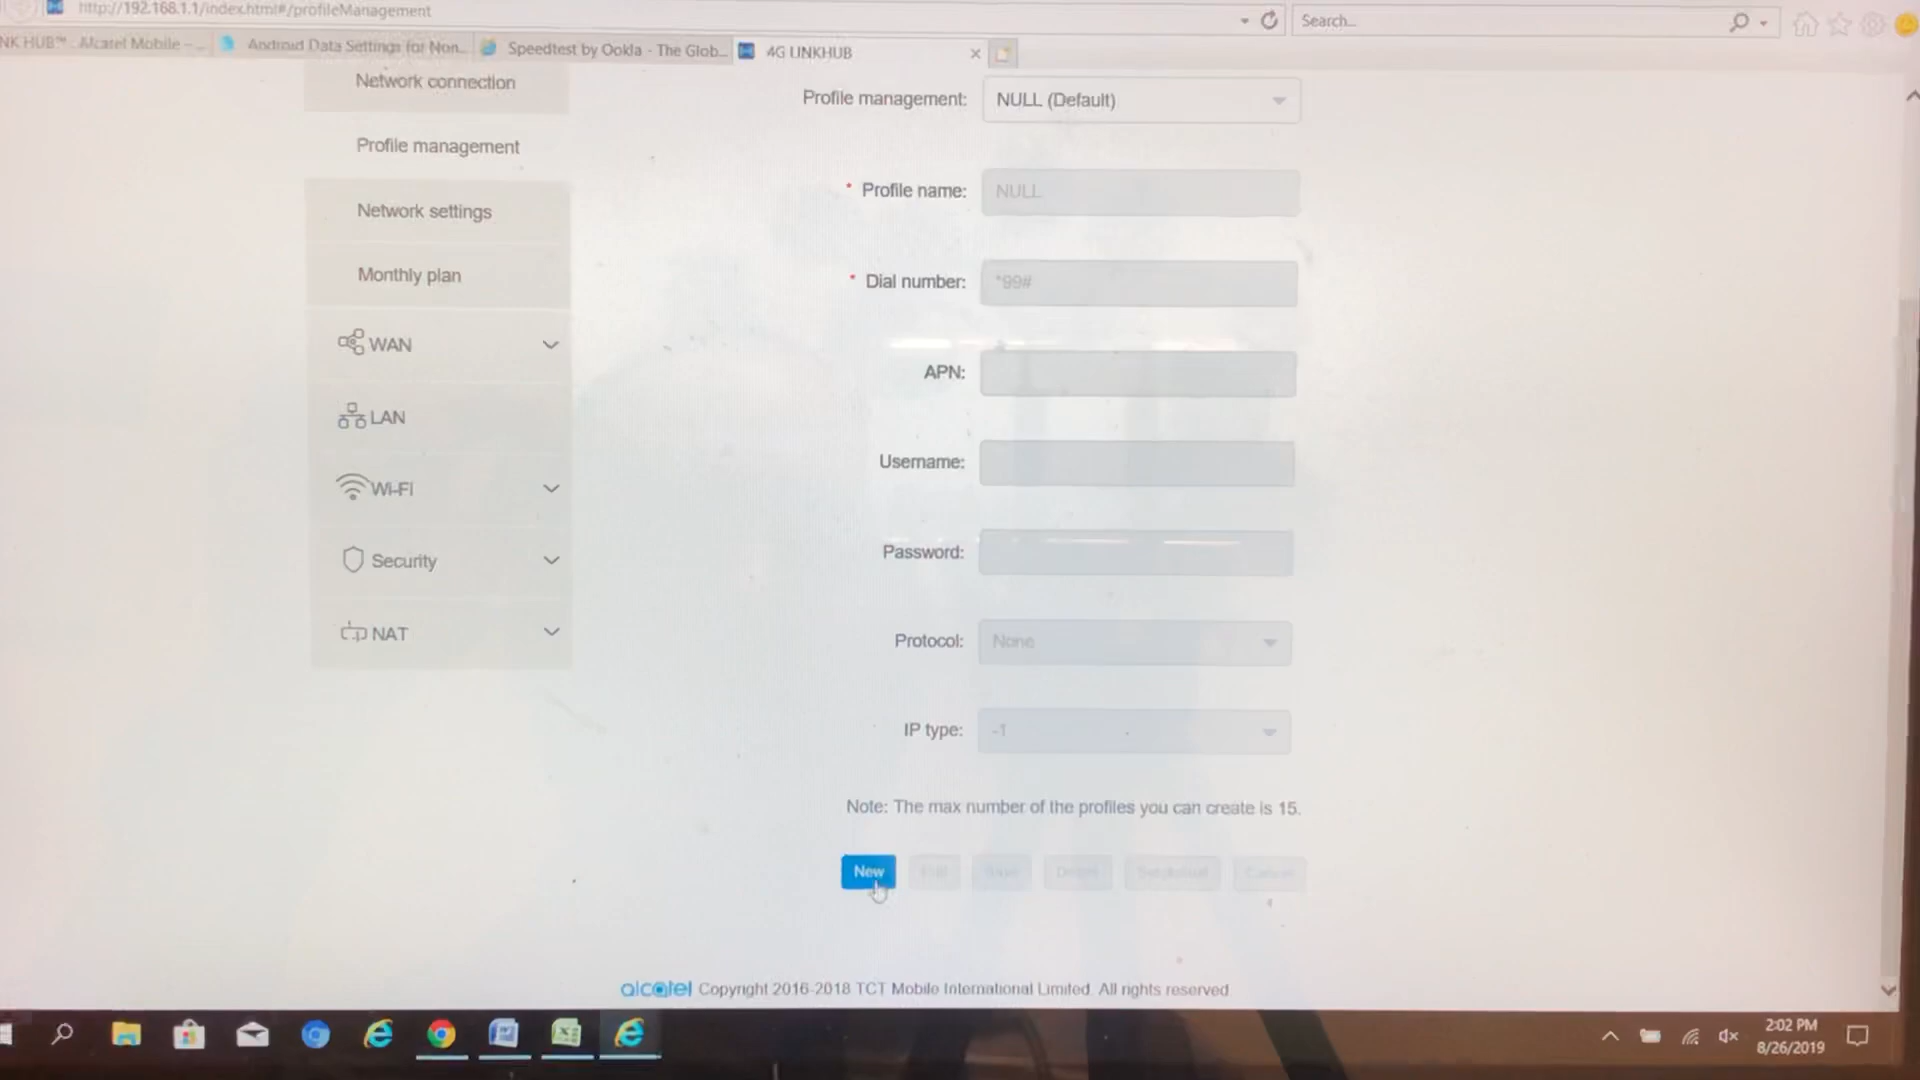 http://192.168.1.1/index.html#/profileManagement
Search...
NK HUB™ - Alcatel Mobile - ...
Android Data Settings for Non...
Speedtest by Ookla - The Glob...
4G LINKHUB
Network connection
Profile management
Network settings
Monthly plan
WAN
LAN
Wi-Fi
Security
NAT
Profile management: NULL (Default)
* Profile name: NULL
* Dial number: *99#
APN:
Username:
Password:
Protocol: None
IP type: -1
Note: The max number of the profiles you can create is 15.
New Save Delete Set default Cancel
alcatel Copyright 2016-2018 TCT Mobile International Limited. All rights reserved
2:02 PM
8/26/2019